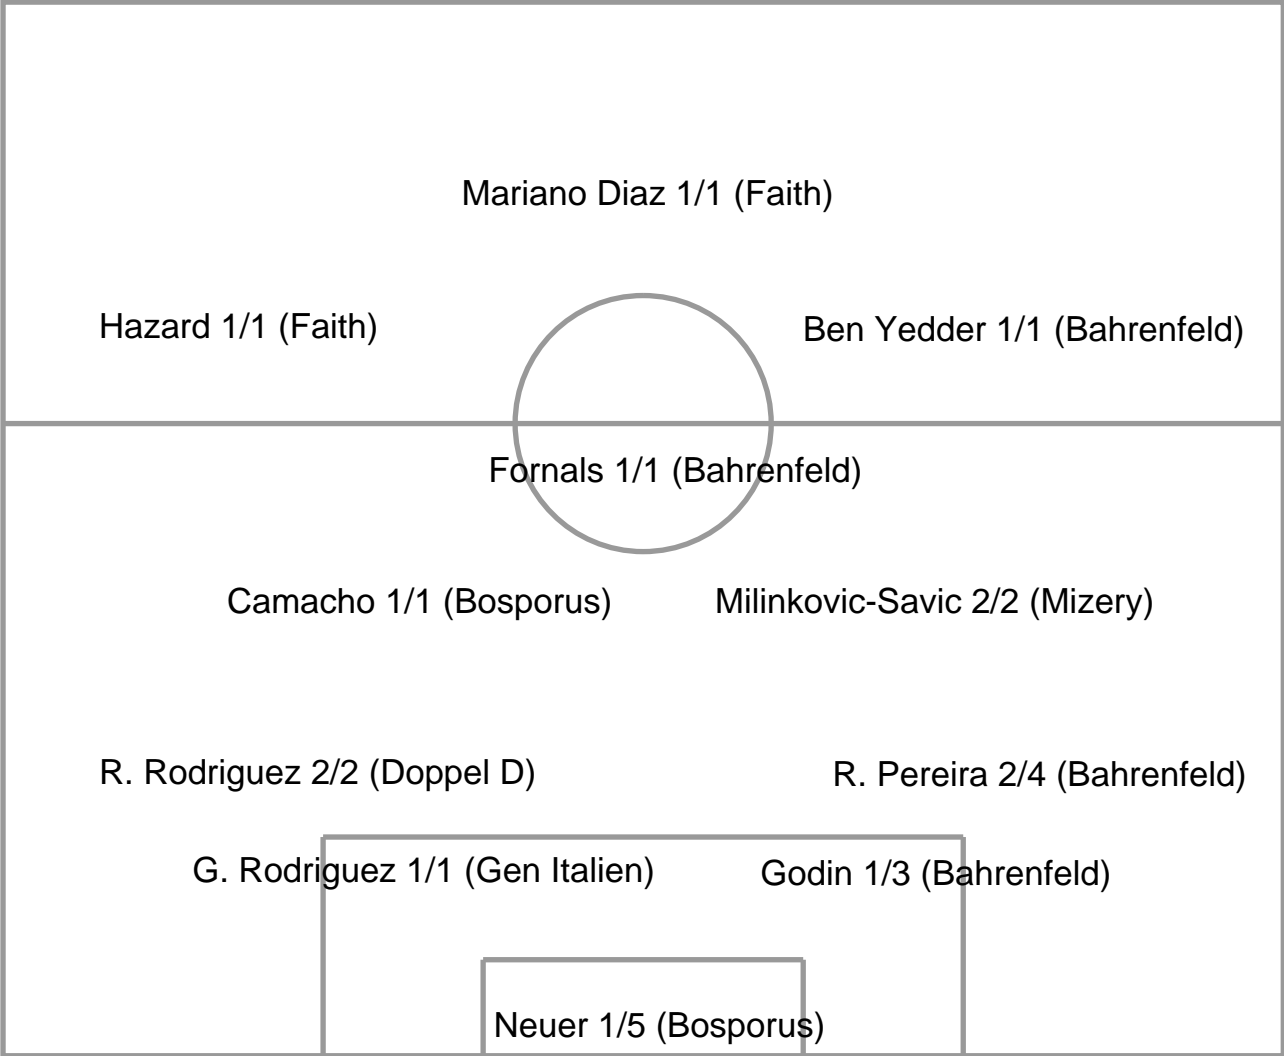 Mariano Diaz 1/1 (Faith)
Hazard 1/1 (Faith)
Ben Yedder 1/1 (Bahrenfeld)
Fornals 1/1 (Bahrenfeld)
Camacho 1/1 (Bosporus)
Milinkovic-Savic 2/2 (Mizery)
R. Rodriguez 2/2 (Doppel D)
R. Pereira 2/4 (Bahrenfeld)
G. Rodriguez 1/1 (Gen Italien)
Godin 1/3 (Bahrenfeld)
Neuer 1/5 (Bosporus)